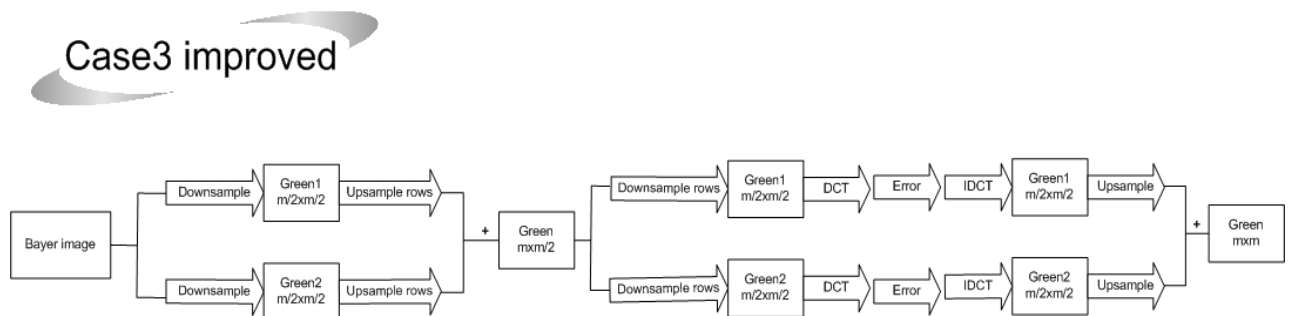 Case3 improved
Downsample
Green1
m/2xm/2
Upsample rows
Downsample rows
Green1
m/2xm/2
DCT
Error
IDCT
Green1
m/2xm/2
Upsample
Bayer image
+
Green
mxm/2
+
Green
mxm
Downsample
Green2
m/2xm/2
Upsample rows
Downsample rows
Green2
m/2xm/2
DCT
Error
IDCT
Green2
m/2xm/2
Upsample